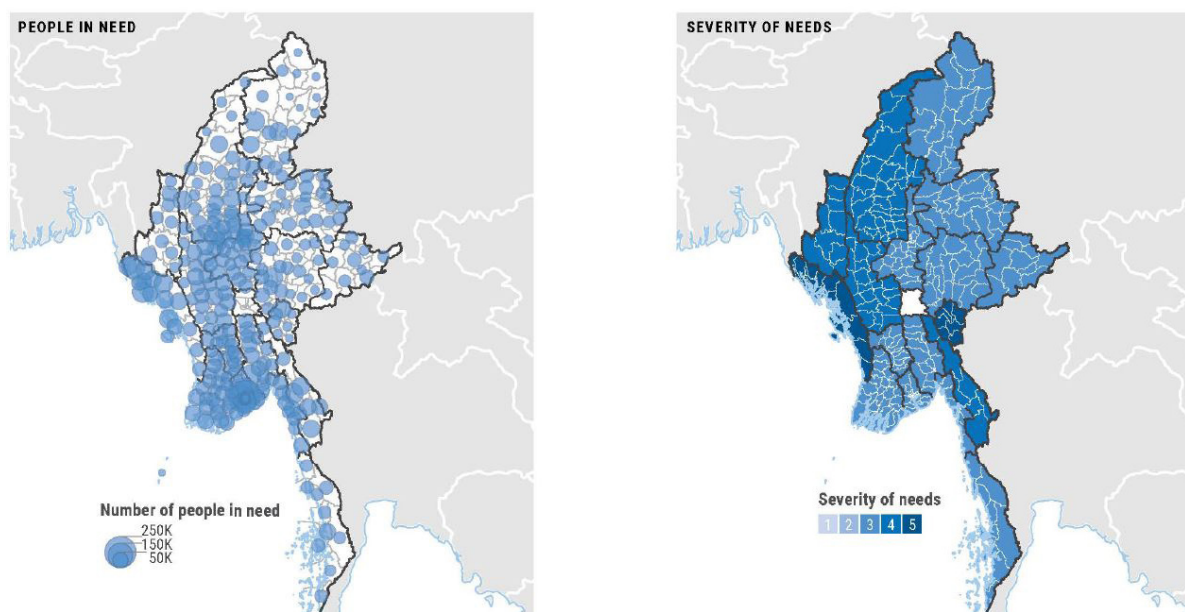 PEOPLE IN NEED
Number of people in need
250K
150K
50K
SEVERITY OF NEEDS
Severity of needs
1 2 3 4 5